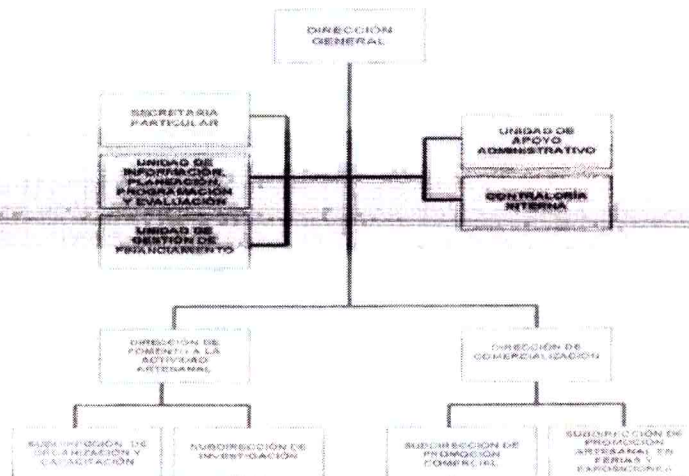 DIRECCIÓN
GENERAL
SECRETARIA
PARTICULAR
UNIDAD DE
INFORMACIÓN,
PLANEACIÓN,
PROGRAMACIÓN
Y EVALUACIÓN
UNIDAD DE
GESTIÓN DE
FINANCIAMIENTO
UNIDAD DE
APOYO
ADMINISTRATIVO
CONTRALORÍA
INTERNA
DIRECCIÓN DE
FOMENTO A LA
ACTIVIDAD
ARTESANAL
DIRECCIÓN DE
COMERCIALIZACIÓN
SUBDIRECCIÓN DE
ORGANIZACIÓN Y
CAPACITACIÓN
SUBDIRECCIÓN DE
INVESTIGACIÓN
SUBDIRECCIÓN DE
PROMOCIÓN
COMERCIAL
SUBDIRECCIÓN DE
PROMOCIÓN
ARTESANAL EN
FERIAS Y
EXPOSICIONES